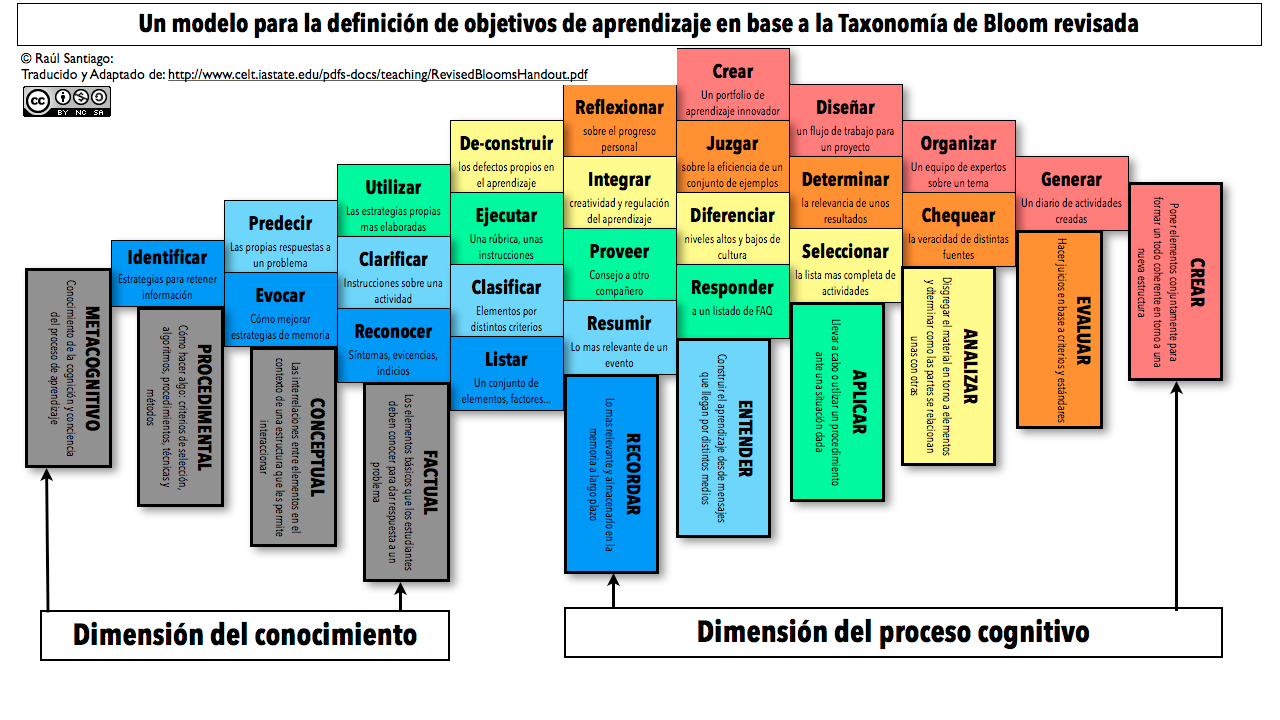 Un modelo para la definición de objetivos de aprendizaje en base a la Taxonomía de Bloom revisada
© Raúl Santiago:
Traducido y Adaptado de: http://www.celt.iastate.edu/pdfs-docs/teaching/RevisedBloomsHandout.pdf
cc
BY NC SA
Crear
Un portfolio de
aprendizaje innovador
Reflexionar
sobre el progreso
personal
Diseñar
un flujo de trabajo para
un proyecto
De-construir
los defectos propios en
el aprendizaje
Juzgar
sobre la eficiencia de un
conjunto de ejemplos
Organizar
Un equipo de expertos
sobre un tema
Utilizar
Las estrategias propias
mas elaboradas
Integrar
creatividad y regulación
del aprendizaje
Determinar
la relevancia de unos
resultados
Generar
Un diario de actividades
creadas
Predecir
Las propias respuestas a
un problema
Ejecutar
Una rúbrica, unas
instrucciones
Diferenciar
niveles altos y bajos de
cultura
Chequear
la veracidad de distintas
fuentes
Identificar
Estrategias para retener
información
Clarificar
Instrucciones sobre una
actividad
Proveer
Consejo a otro
compañero
Seleccionar
la lista mas completa de
actividades
Evocar
Cómo mejorar
estrategias de memoria
Clasificar
Elementos por
distintos criterios
Responder
a un listado de FAQ
Reconocer
Síntomas, evicencias,
indicios
Resumir
Lo mas relevante de un
evento
Listar
Un conjunto de
elementos, factores...
METACOGNITIVO
Conocimiento de la cognición y conciencia
del proceso de aprendizaje
PROCEDIMENTAL
Cómo hacer algo: criterios de selección,
algoritmos, procedimientos, técnicas y
métodos
CONCEPTUAL
Las interrelaciones entre elementos en el
contexto de una estructura que les permite
interaccionar
FACTUAL
Los elementos básicos que los estudiantes
deben conocer para dar respuesta a un
problema
RECORDAR
Lo mas relevante y almacenarlo en la
memoria a largo plazo
ENTENDER
Construir el aprendizaje desde mensajes
que llegan por distintos medios
APLICAR
Llevar a cabo o utlizar un procedimiento
ante una situación dada
ANALIZAR
Disgregar el material en torno a elementos
y dterminar como las partes se relacionan
unas con otras
EVALUAR
Hacer juicios en base a criterios y estándares
CREAR
Poner elementos conjuntamente para
formar un todo coherente en torno a una
nueva estructura
Dimensión del conocimiento
Dimensión del proceso cognitivo